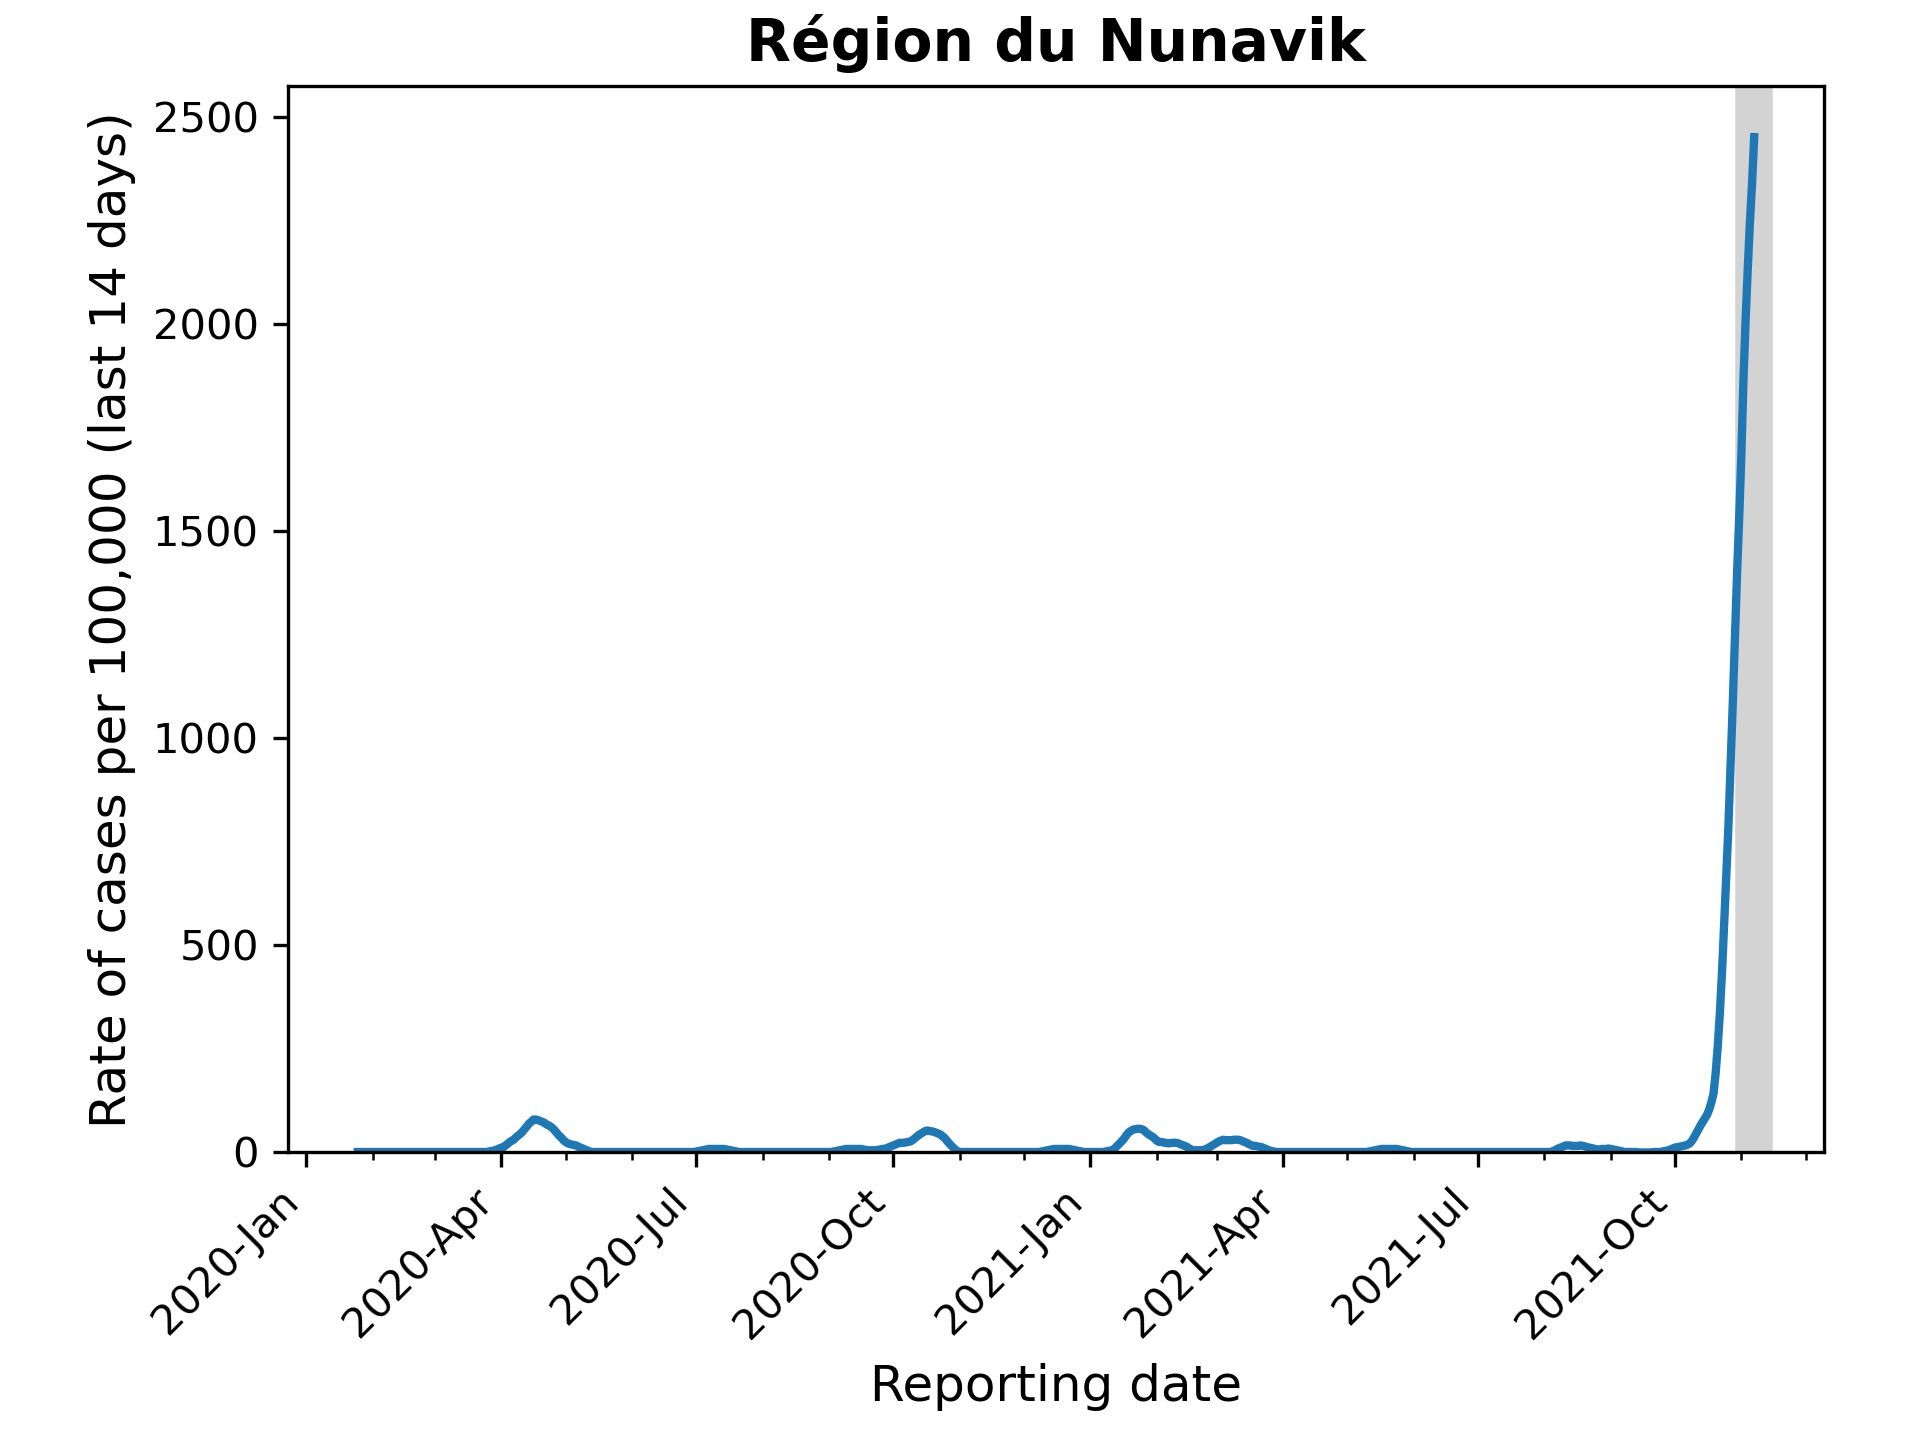 Région du Nunavik
Rate of cases per 100,000 (last 14 days)
2500
2000
1500
1000
500
0
2020-Jan
2020-Apr
2020-Jul
2020-Oct
2021-Jan
2021-Apr
2021-Jul
2021-Oct
Reporting date